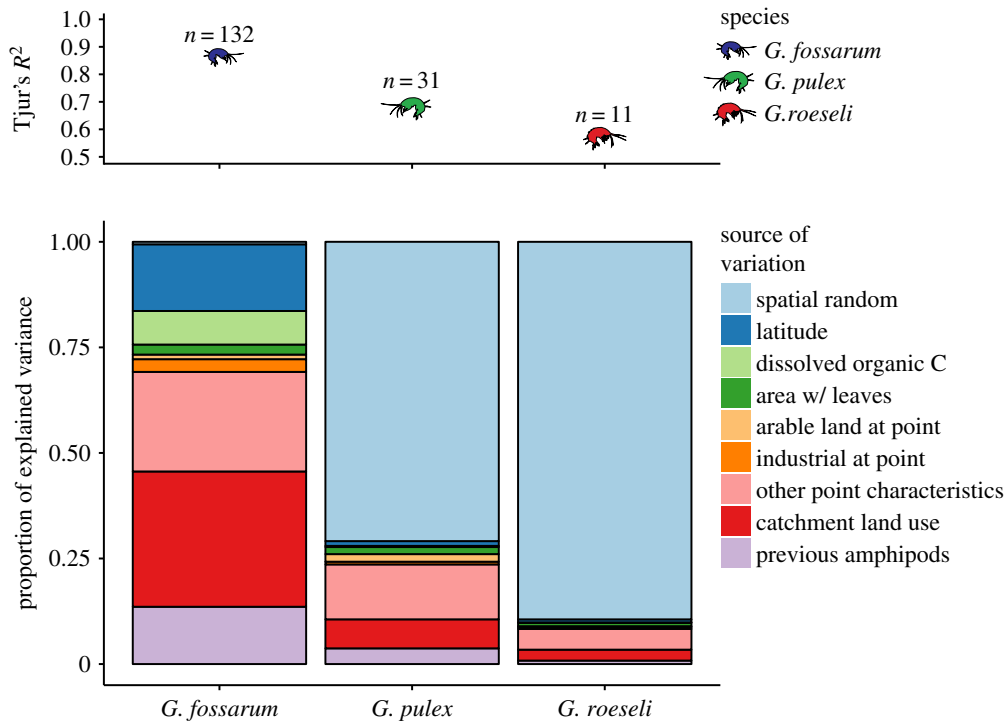 1.0
0.9
0.8
0.7
0.6
0.5
Tjur's R²
n = 132
n = 31
n = 11
species
G. fossarum
G. pulex
G.roeseli
1.00
0.75
0.50
0.25
0
proportion of explained variance
G. fossarum
G. pulex
G. roeseli
source of
variation
spatial random
latitude
dissolved organic C
area w/ leaves
arable land at point
industrial at point
other point characteristics
catchment land use
previous amphipods